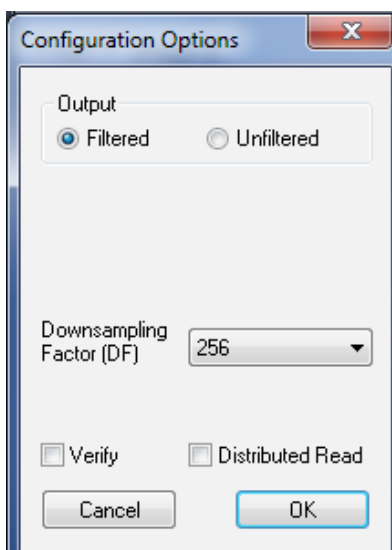 Configuration Options
Output
Filtered
Unfiltered
Downsampling
Factor (DF)
256
Verify
Distributed Read
Cancel
OK